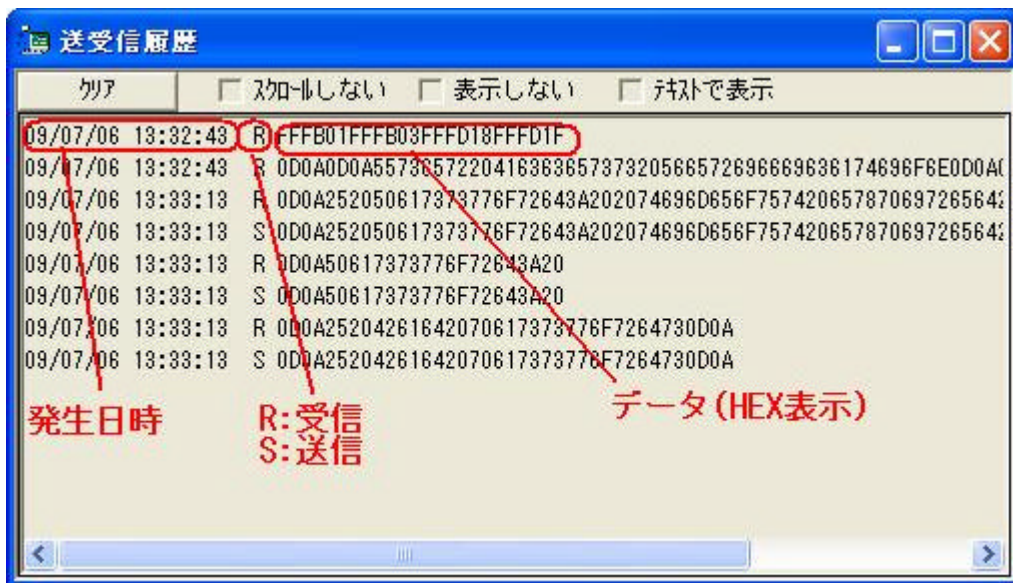 送受信履歴
クリア スクロールしない 表示しない テキストで表示
09/07/06 13:32:43 R FFFB01FFFB03FFFD18FFFD1F
09/07/06 13:32:43 R 0D0A0D0A557365722041636365737320566572696669636174696F6E0D0A
09/07/06 13:33:13 R 0D0A252050617373776F72643A202074696D656F757420657870697265642
09/07/06 13:33:13 S 0D0A252050617373776F72643A202074696D656F757420657870697265642
09/07/06 13:33:13 R 0D0A50617373776F72643A20
09/07/06 13:33:13 S 0D0A50617373776F72643A20
09/07/06 13:33:13 R 0D0A25204261642070617373776F7264730D0A
09/07/06 13:33:13 S 0D0A25204261642070617373776F7264730D0A
発生日時
R:受信
S:送信
データ(HEX表示)